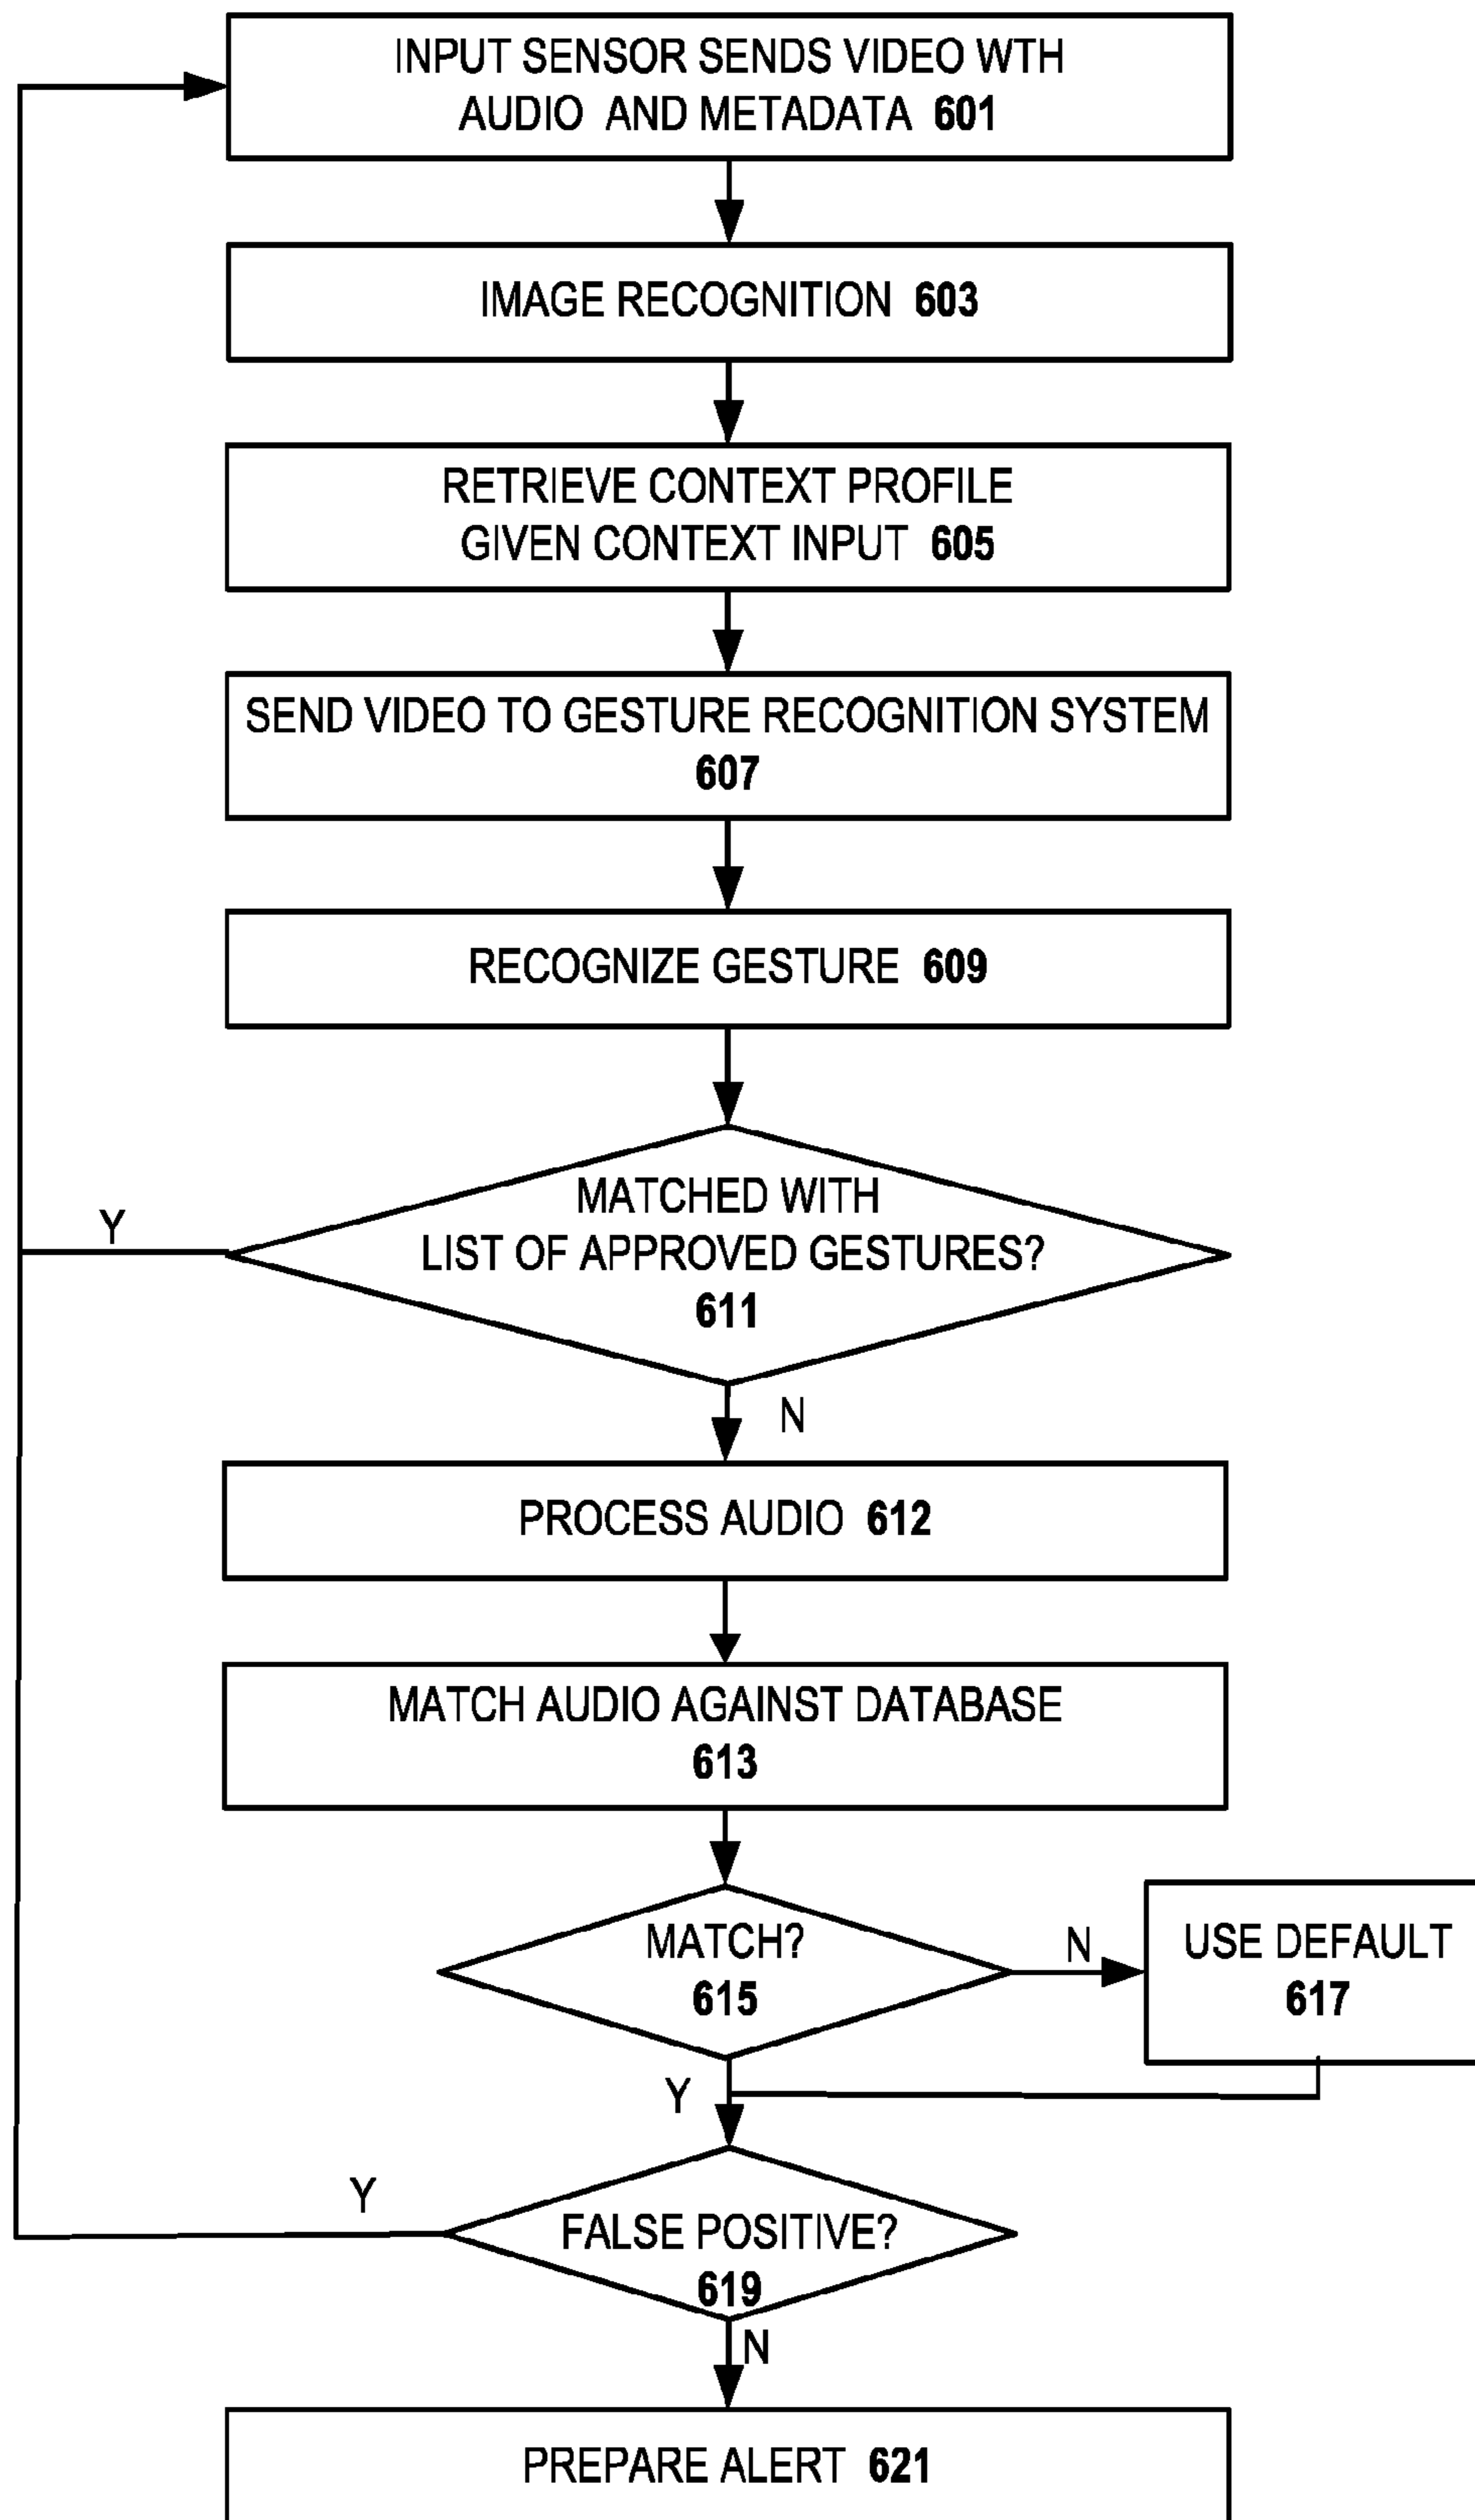 INPUT SENSOR SENDS VIDEO WTH
AUDIO AND METADATA 601
IMAGE RECOGNITION 603
RETRIEVE CONTEXT PROFILE
GIVEN CONTEXT INPUT 605
SEND VIDEO TO GESTURE RECOGNITION SYSTEM
607
RECOGNIZE GESTURE 609
MATCHED WITH
LIST OF APPROVED GESTURES?
611
Y
N
PROCESS AUDIO 612
MATCH AUDIO AGAINST DATABASE
613
MATCH?
615
N
USE DEFAULT
617
Y
FALSE POSITIVE?
619
Y
N
PREPARE ALERT 621